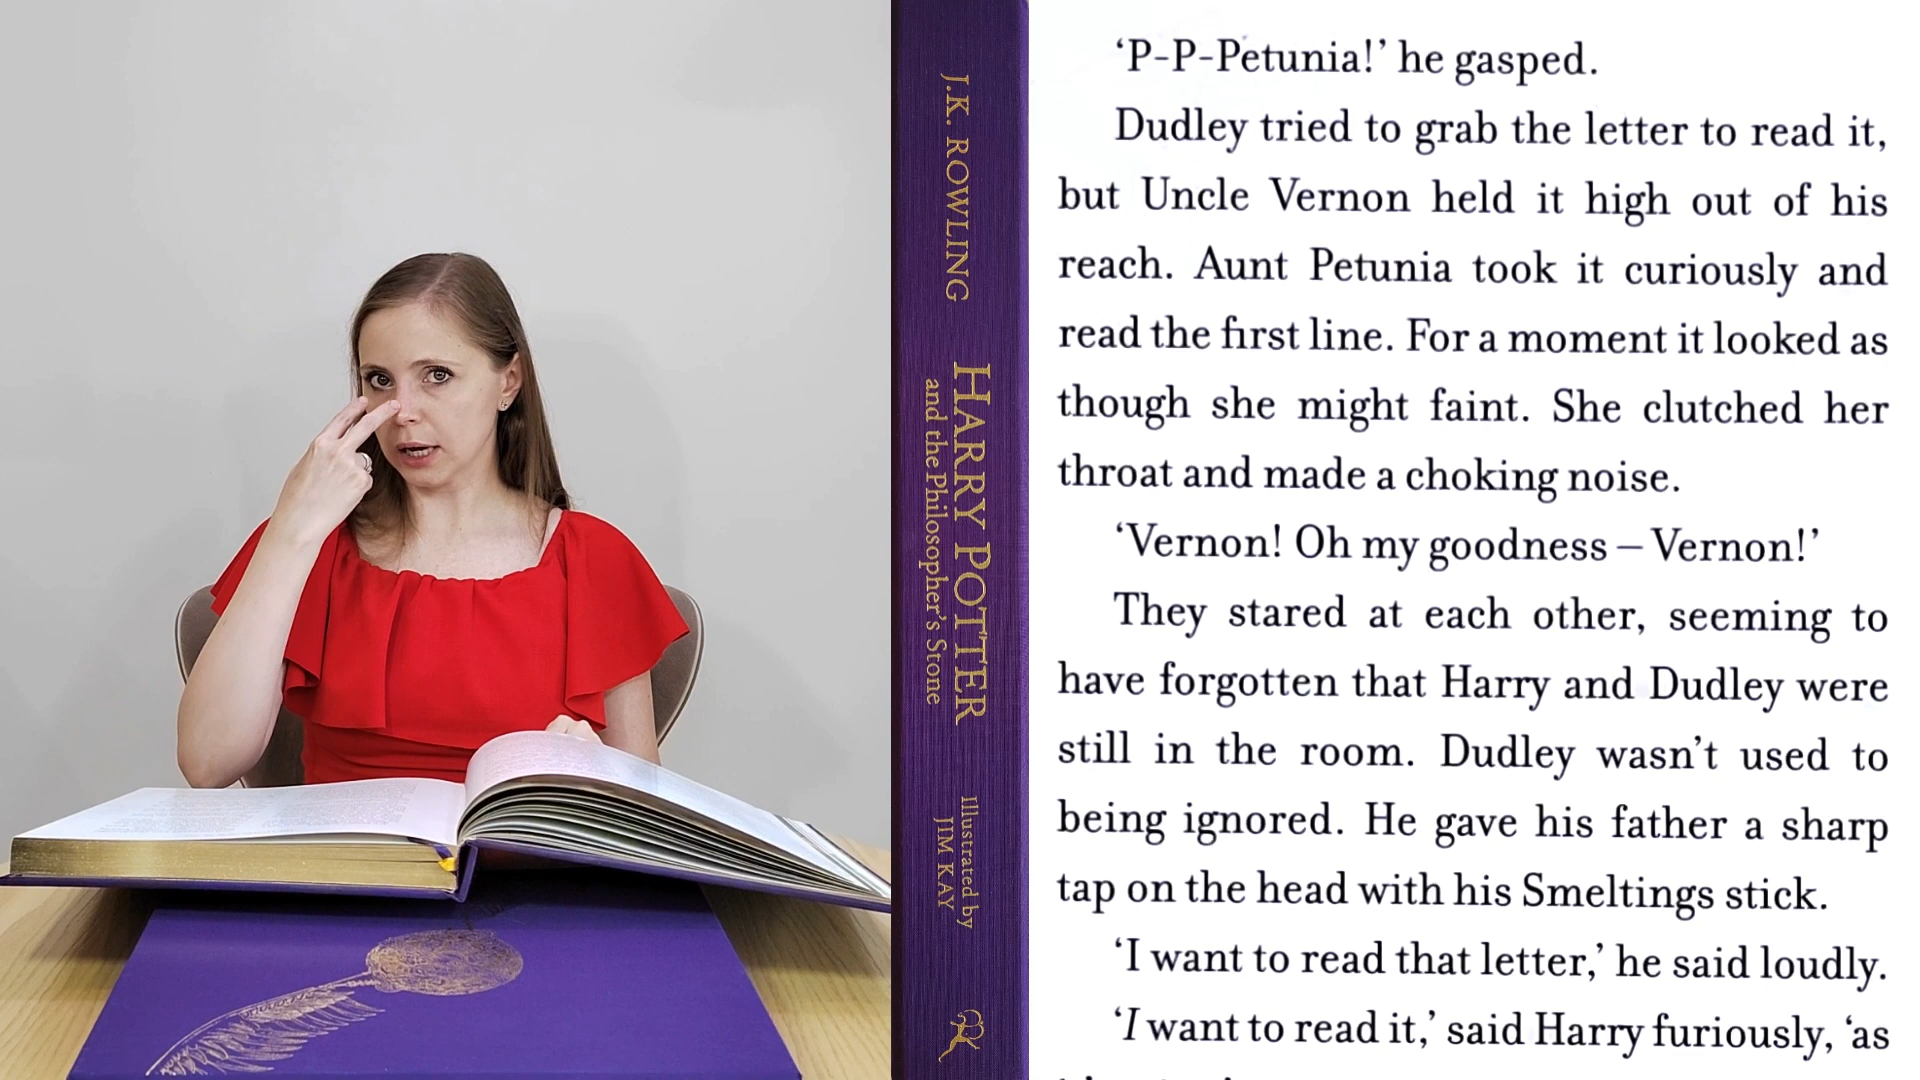 J.K. ROWLING
HARRY POTTER
and the Philosopher's Stone
Illustrated by
JIM KAY
‘P-P-Petunia!’ he gasped.
Dudley tried to grab the letter to read it,
but Uncle Vernon held it high out of his
reach. Aunt Petunia took it curiously and
read the first line. For a moment it looked as
though she might faint. She clutched her
throat and made a choking noise.
‘Vernon! Oh my goodness – Vernon!’
They stared at each other, seeming to
have forgotten that Harry and Dudley were
still in the room. Dudley wasn’t used to
being ignored. He gave his father a sharp
tap on the head with his Smeltings stick.
‘I want to read that letter,’ he said loudly.
‘I want to read it,’ said Harry furiously, ‘as